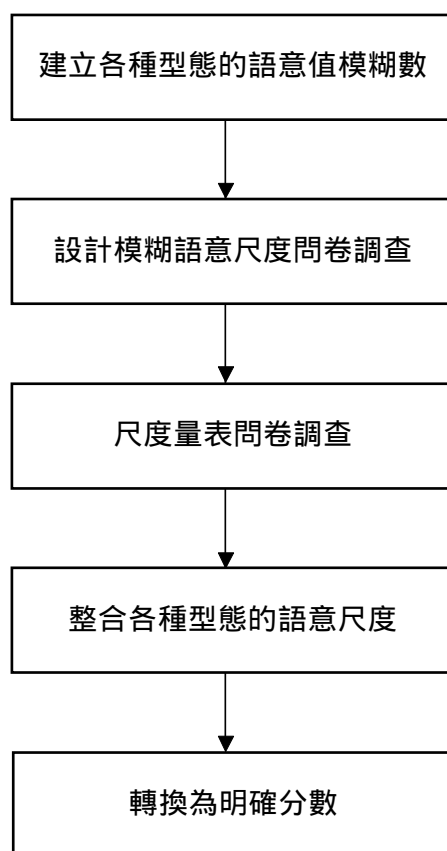 建立各種型態的語意值模糊數
設計模糊語意尺度問卷調查
尺度量表問卷調查
整合各種型態的語意尺度
轉換為明確分數